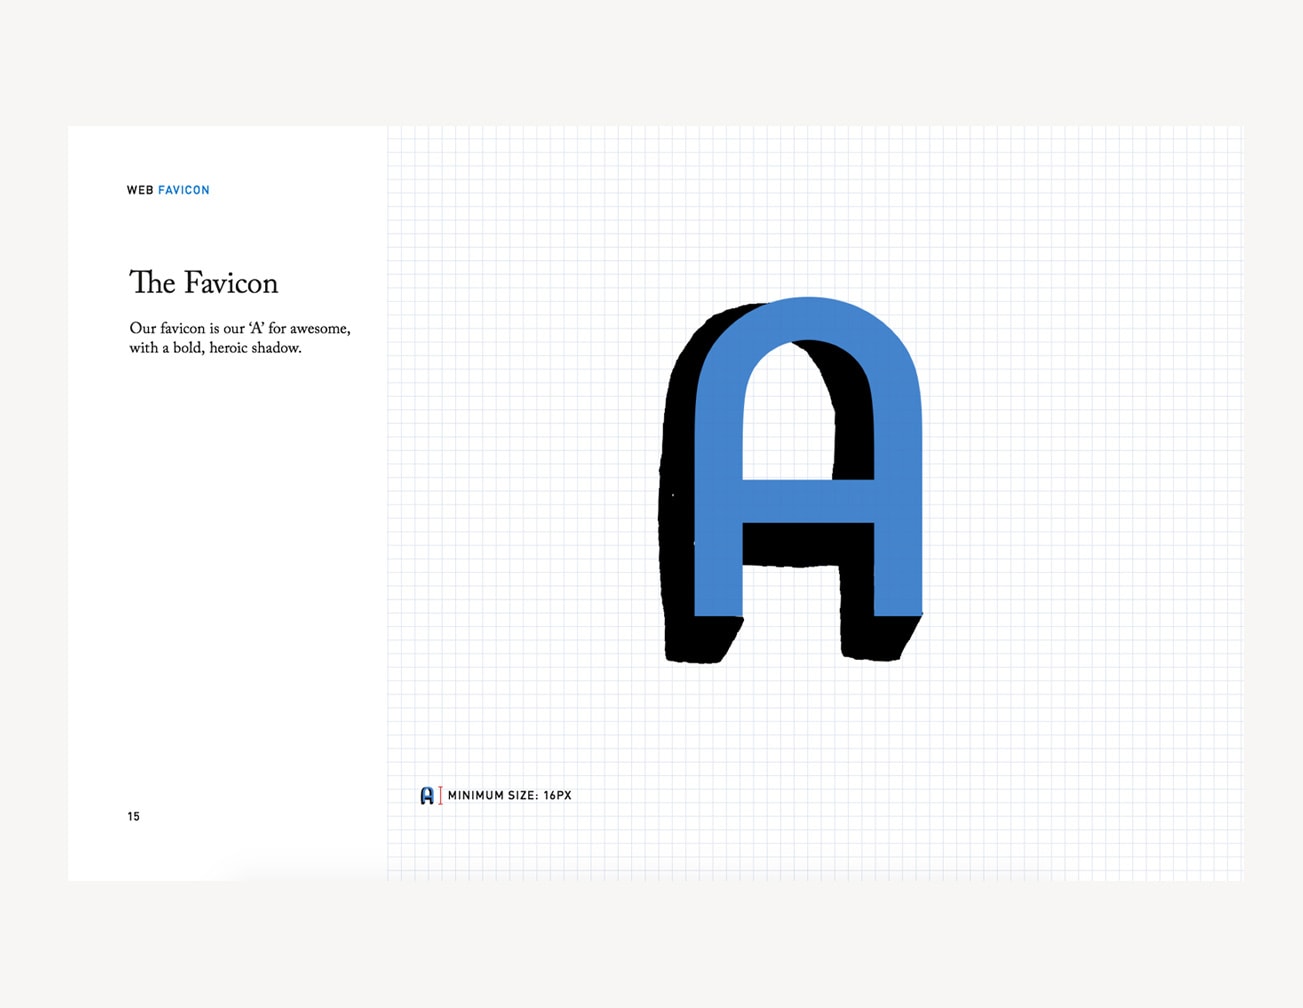 WEB FAVICON
The Favicon
Our favicon is our ‘A’ for awesome,
with a bold, heroic shadow.
A
A MINIMUM SIZE: 16PX
15